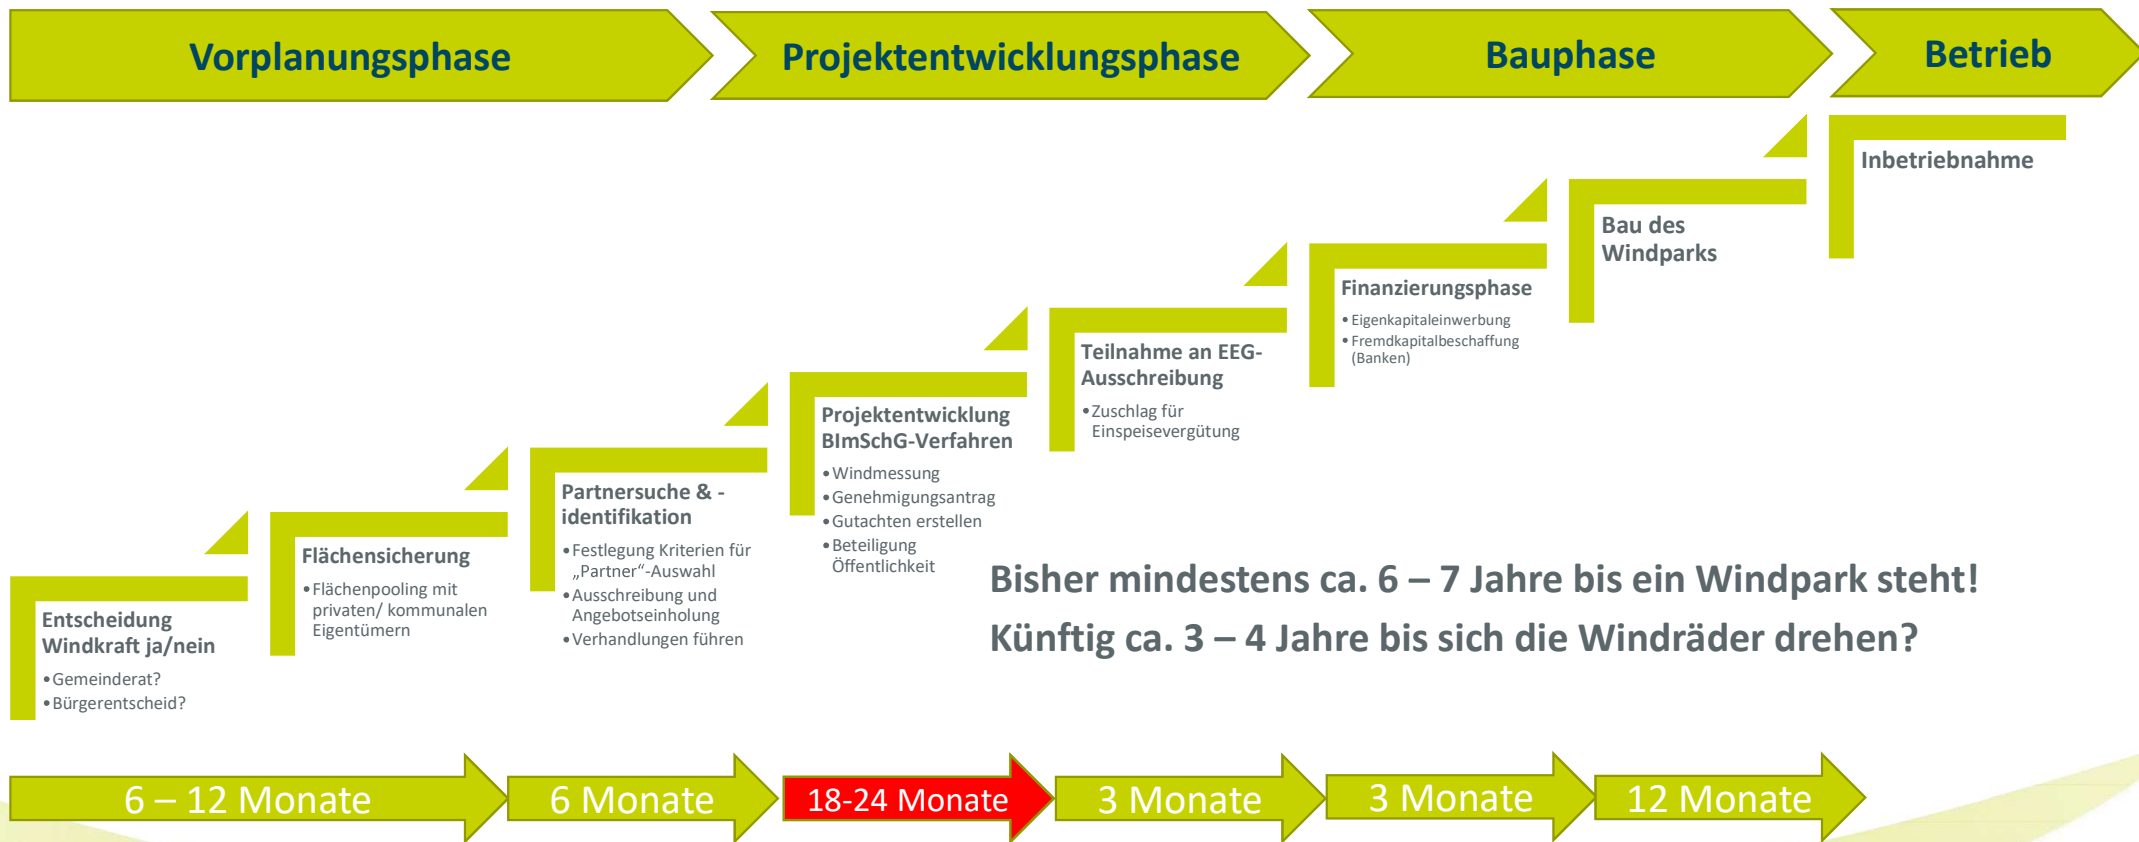 Vorplanungsphase
Projektentwicklungsphase
Bauphase
Betrieb
Entscheidung
Windkraft ja/nein
•Gemeinderat?
•Bürgerentscheid?
Flächensicherung
•Flächenpooling mit
privaten/ kommunalen
Eigentümern
Partnersuche & -
identifikation
•Festlegung Kriterien für
„Partner“-Auswahl
•Ausschreibung und
Angebotseinholung
•Verhandlungen führen
Projektentwicklung
BImSchG-Verfahren
•Windmessung
•Genehmigungsantrag
•Gutachten erstellen
•Beteiligung
Öffentlichkeit
Teilnahme an EEG-
Ausschreibung
•Zuschlag für
Einspeisevergütung
Finanzierungsphase
•Eigenkapitaleinwerbung
•Fremdkapitalbeschaffung
(Banken)
Bau des
Windparks
Inbetriebnahme
Bisher mindestens ca. 6 – 7 Jahre bis ein Windpark steht!
Künftig ca. 3 – 4 Jahre bis sich die Windräder drehen?
6 – 12 Monate
6 Monate
18-24 Monate
3 Monate
3 Monate
12 Monate